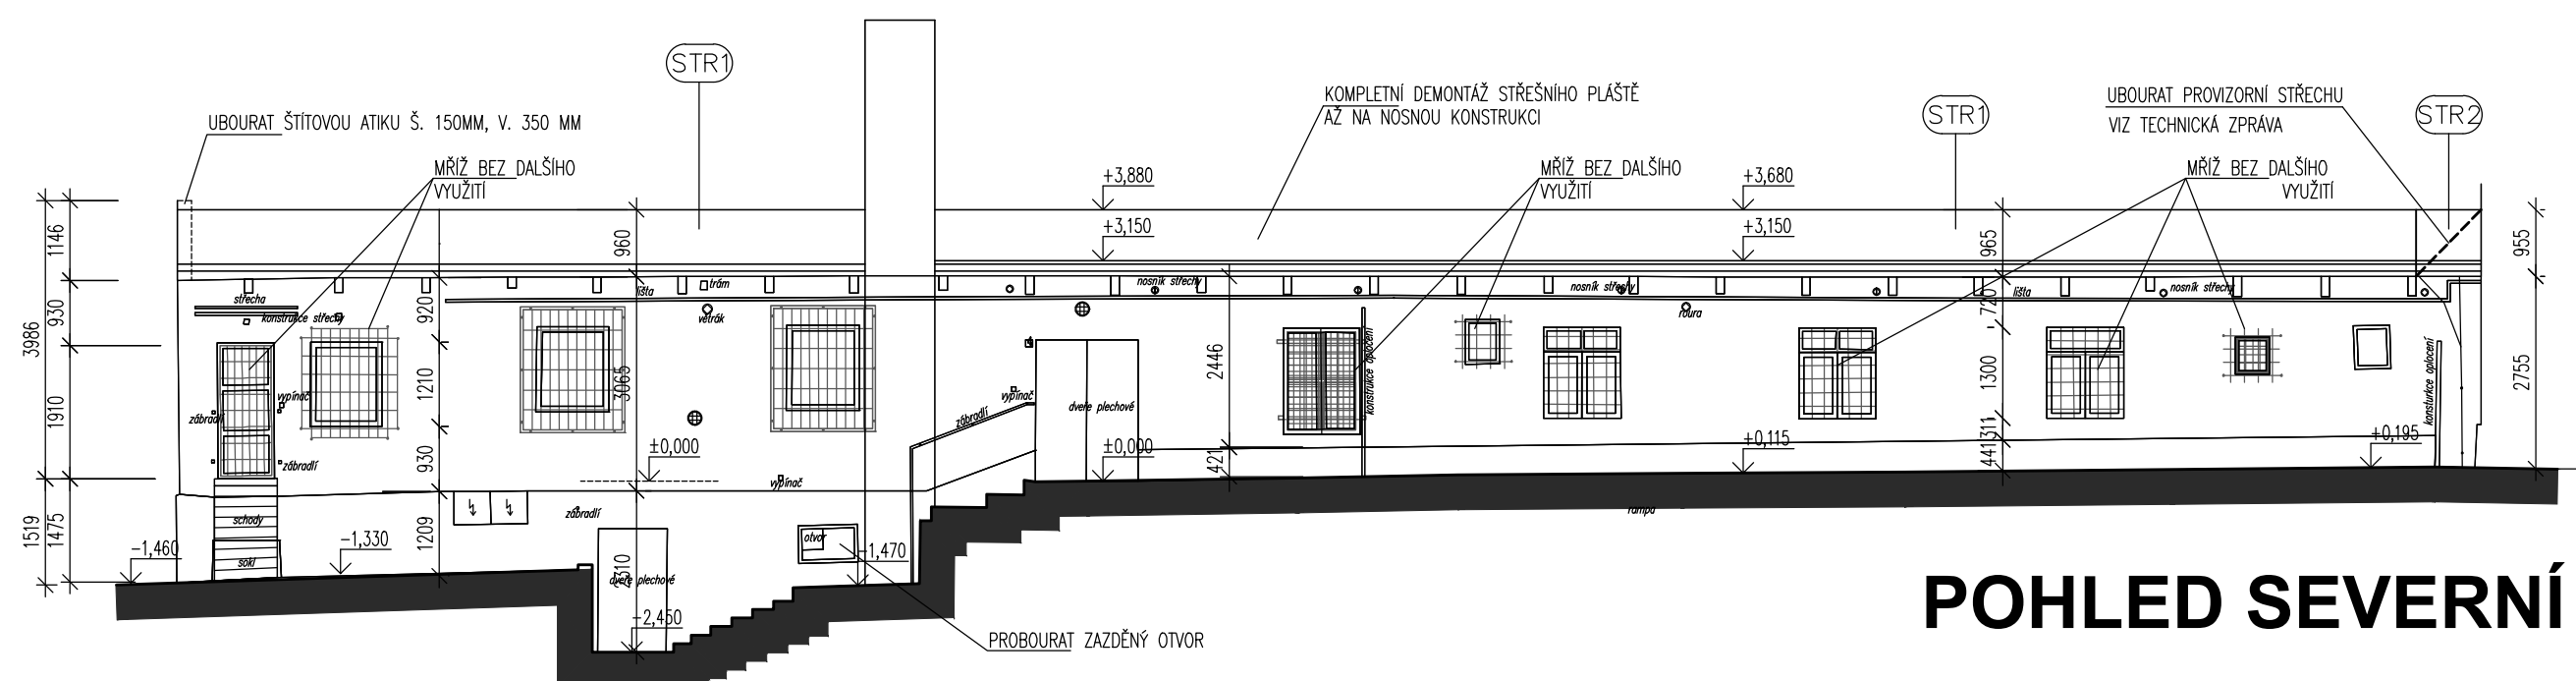 STR1
UBOURAT ŠTÍTOVOU ATIKU Š. 150MM, V. 350 MM
MŘÍŽ BEZ DALŠÍHO
VYUŽITÍ
KOMPLETNÍ DEMONTÁŽ STŘEŠNÍHO PLÁŠTĚ
AŽ NA NOSNOU KONSTRUKCI
MŘÍŽ BEZ DALŠÍHO
VYUŽITÍ
STR1
UBOURAT PROVIZORNÍ STŘECHU
VIZ TECHNICKÁ ZPRÁVA
STR2
MŘÍŽ BEZ DALŠÍHO
VYUŽITÍ
+3,880
+3,150
+3,680
+3,150
3986
1519
1146
930
1910
1475
920
1210
930
1209
960
3065
2310
2446
421
965
720
1300
311
441
955
2755
střecha
konstrukce střechy
lišta
trám
větrák
nosník střechy
nosník střechy
roura
lišta
nosník střechy
vypínač
zábradlí
zábradlí
schody
sokl
zábradlí
vypínač
otvor
dveře plechové
zábradlí
vypínač
dveře plechové
konstrukce oplocení
konsturkce oplocení
rampa
±0,000
±0,000
+0,115
+0,195
-1,460
-1,330
-1,470
-2,450
PROBOURAT ZAZDĚNÝ OTVOR
POHLED SEVERNÍ